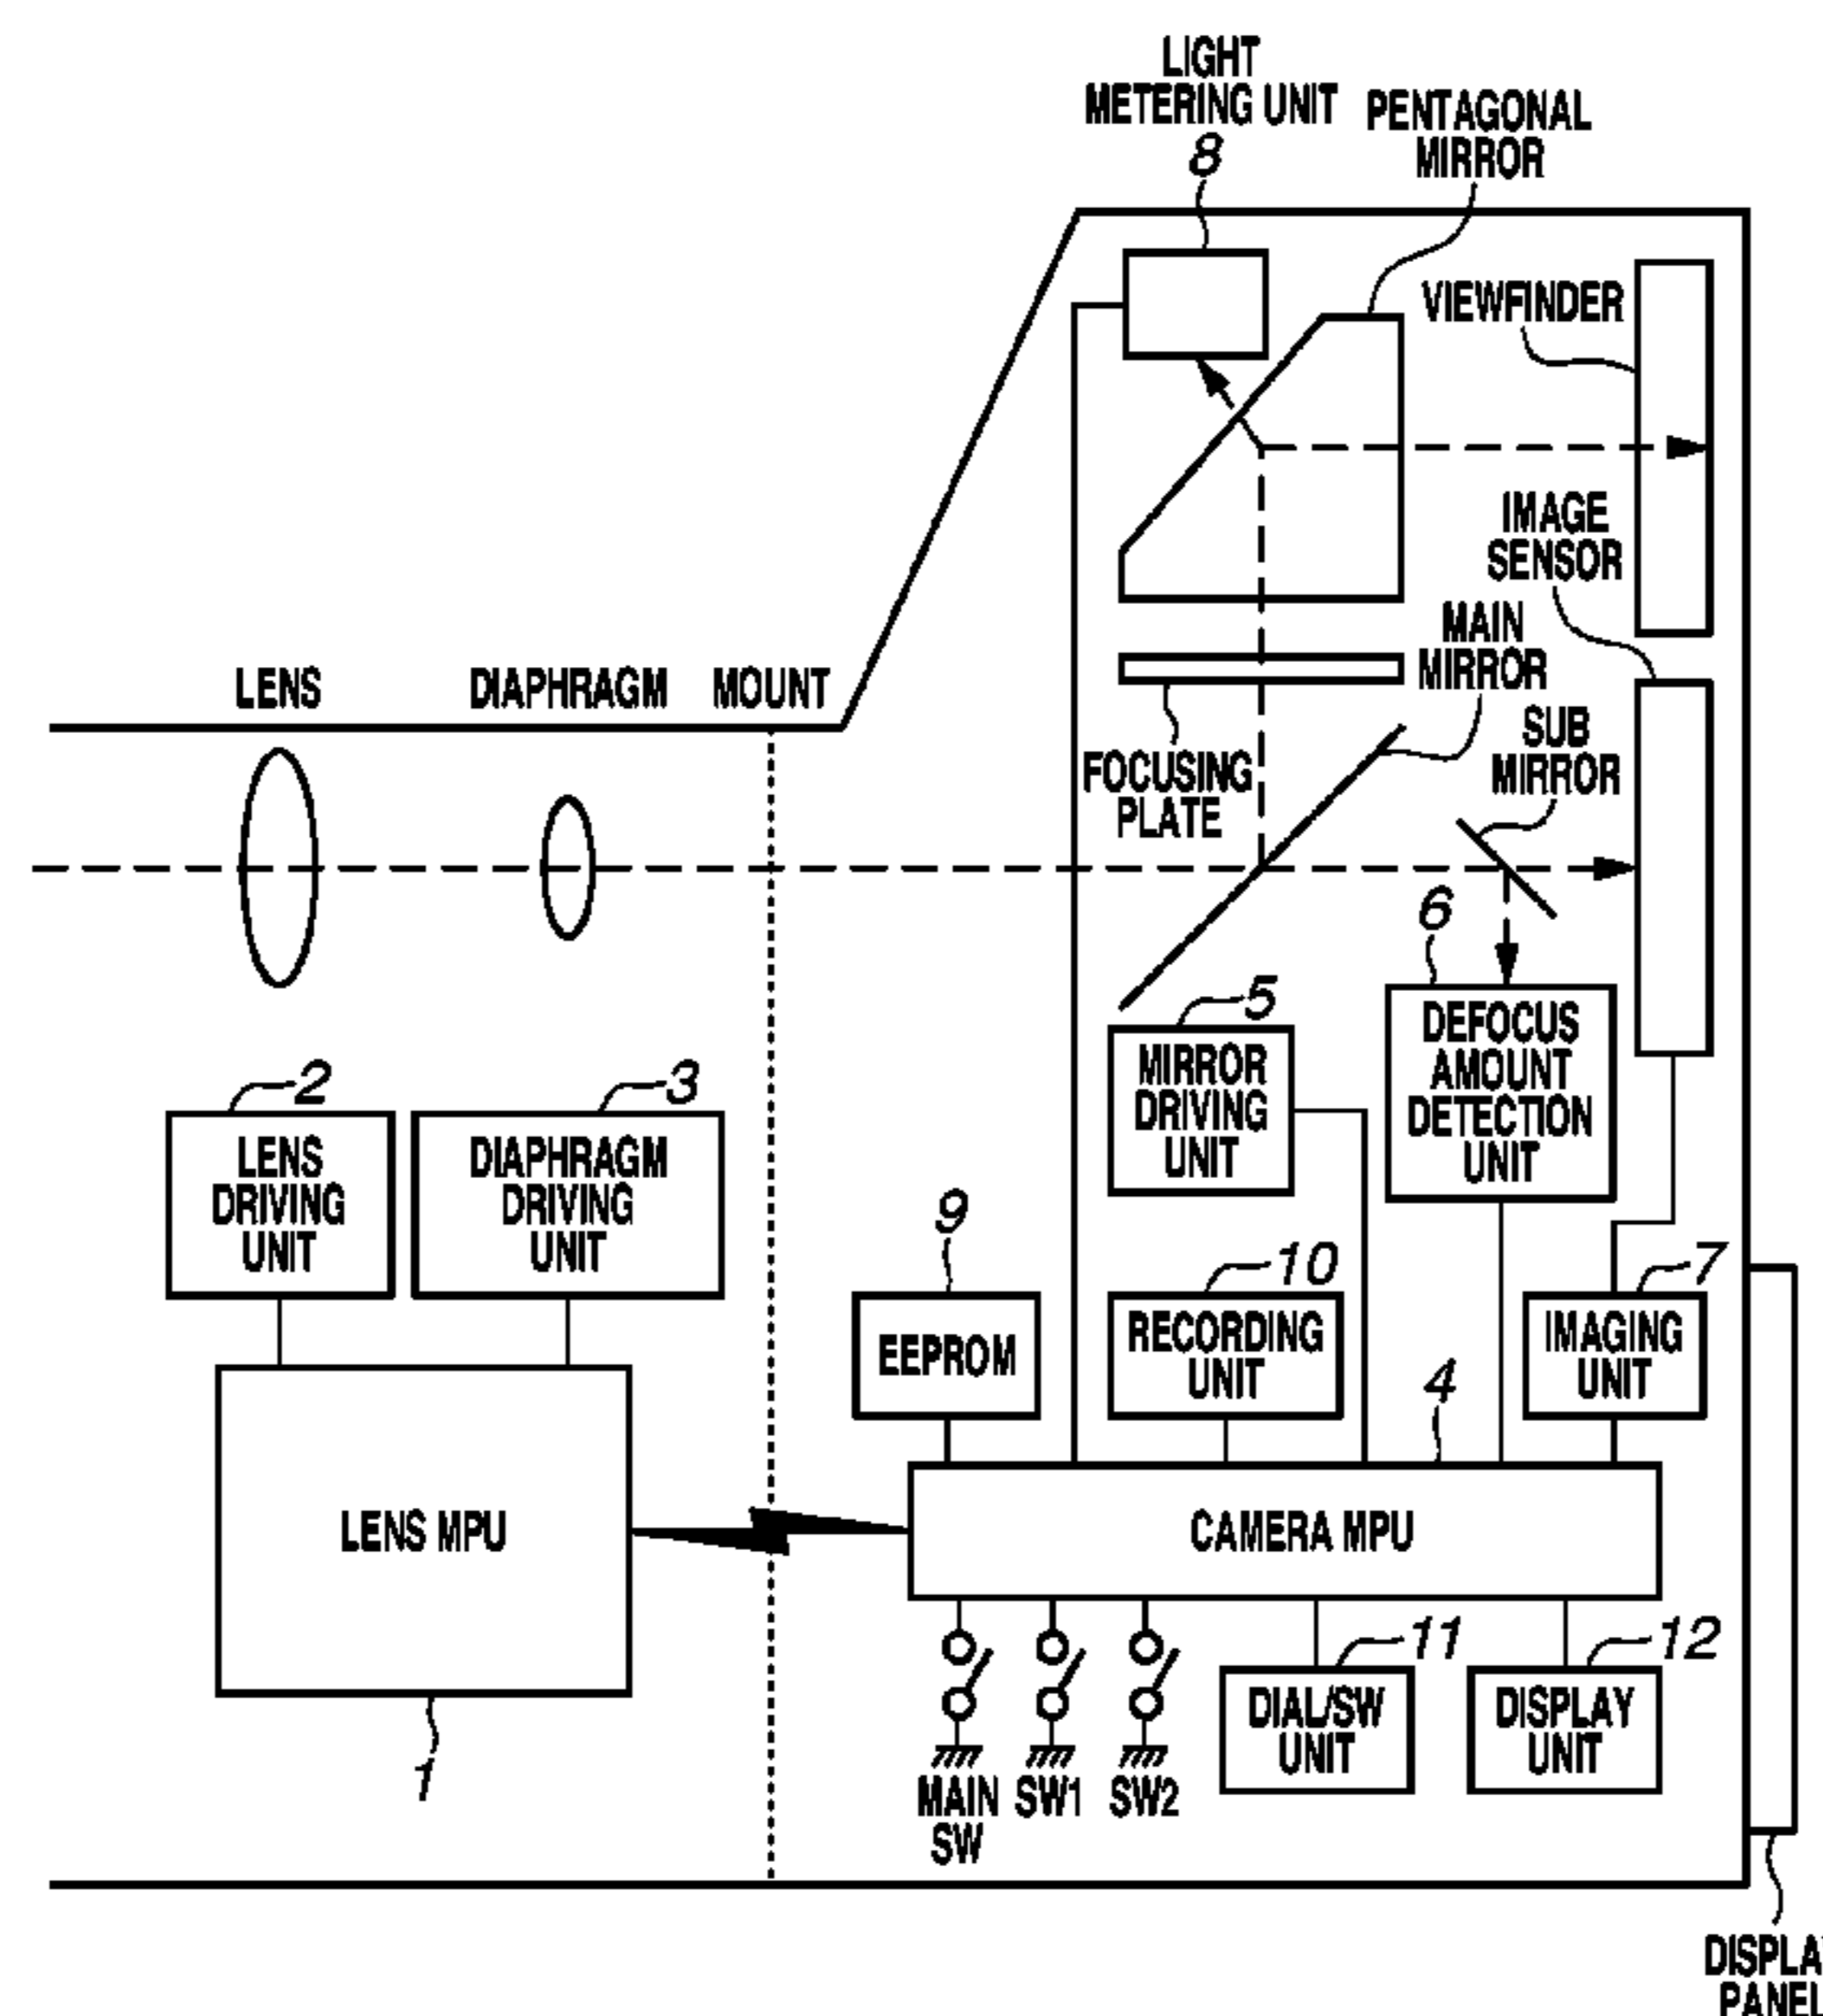 LIGHT
METERING UNIT
8
PENTAGONAL
MIRROR
VIEWFINDER
IMAGE
SENSOR
MAIN
MIRROR
SUB
MIRROR
FOCUSING
PLATE
LENS
DIAPHRAGM
MOUNT
6
5
DEFOCUS
AMOUNT
DETECTION
UNIT
MIRROR
DRIVING
UNIT
2
3
LENS
DRIVING
UNIT
DIAPHRAGM
DRIVING
UNIT
9
10
7
EEPROM
RECORDING
UNIT
IMAGING
UNIT
4
LENS MPU
CAMERA MPU
1
11
12
MAIN
SW
SW1
SW2
DIAL/SW
UNIT
DISPLAY
UNIT
DISPLAY
PANEL